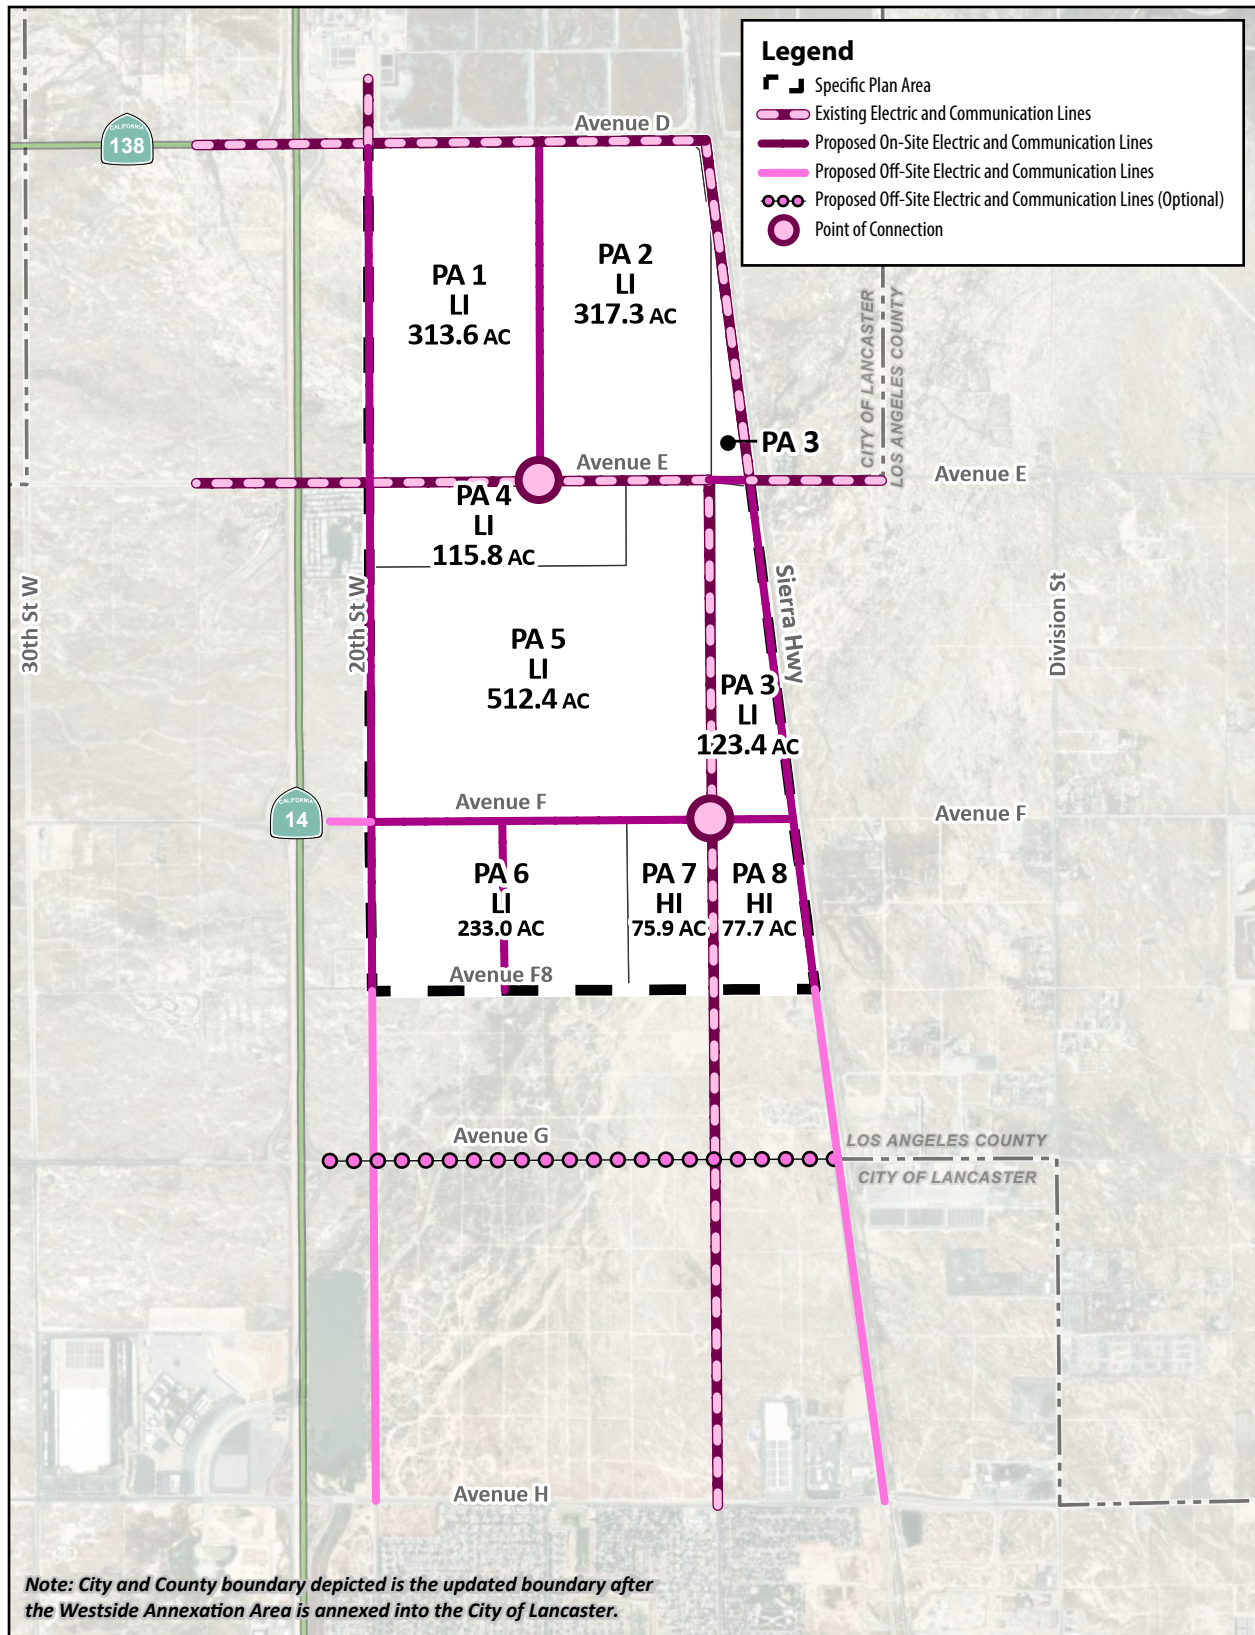 Legend
Specific Plan Area
Existing Electric and Communication Lines
Proposed On-Site Electric and Communication Lines
Proposed Off-Site Electric and Communication Lines
Proposed Off-Site Electric and Communication Lines (Optional)
Point of Connection
Avenue D
CALIFORNIA
138
PA 1
LI
313.6 AC
PA 2
LI
317.3 AC
CITY OF LANCASTER
LOS ANGELES COUNTY
PA 3
Avenue E
Avenue E
PA 4
LI
115.8 AC
30th St W
20th St W
Sierra Hwy
Division St
PA 5
LI
512.4 AC
PA 3
LI
123.4 AC
CALIFORNIA
14
Avenue F
Avenue F
PA 6
LI
233.0 AC
PA 7
HI
75.9 AC
PA 8
HI
77.7 AC
Avenue F8
Avenue G
LOS ANGELES COUNTY
CITY OF LANCASTER
Avenue H
Note: City and County boundary depicted is the updated boundary after
the Westside Annexation Area is annexed into the City of Lancaster.